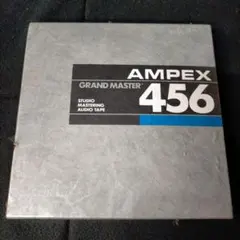 AMPEX
GRAND MASTER 456
STUDIO
MASTERING
AUDIO TAPE